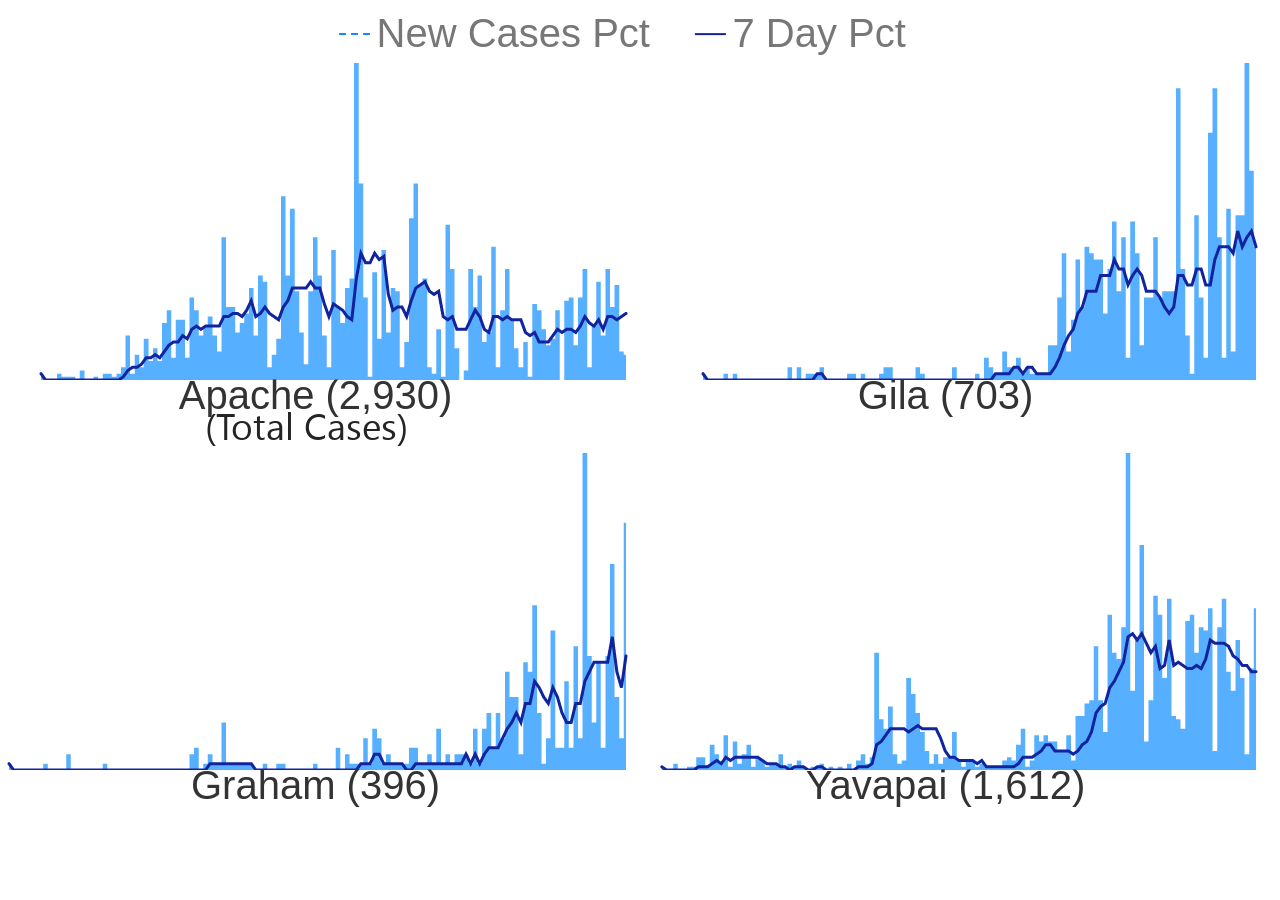 New Cases Pct 7 Day Pct
Apache (2,930) Gila (703)
(Total Cases)
Graham (396) Yavapai (1,612)